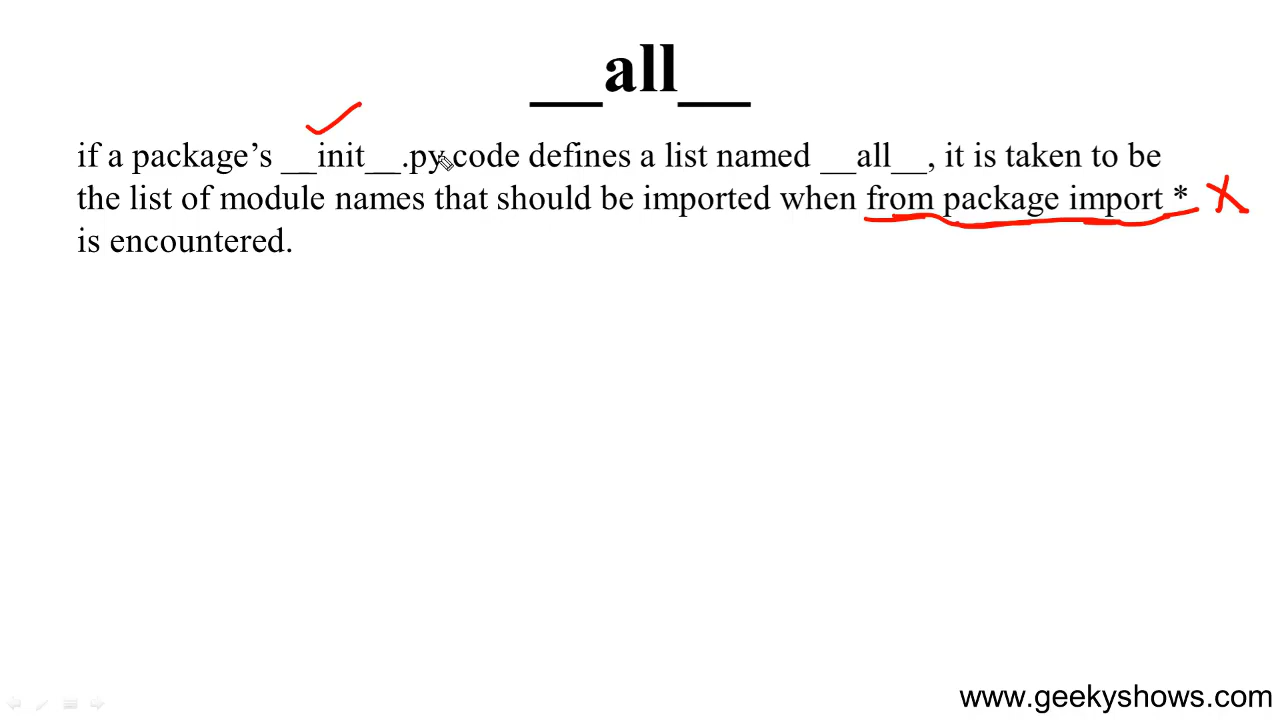 __all__
if a package’s __init__.py code defines a list named __all__, it is taken to be
the list of module names that should be imported when from package import *
is encountered.
www.geekyshows.com